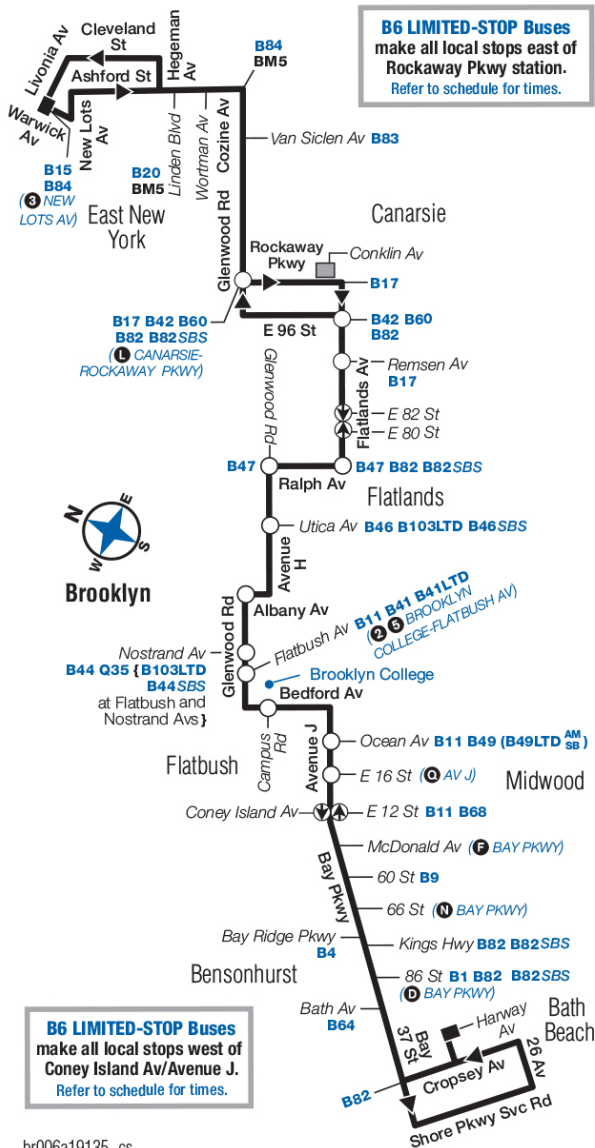 Cleveland
St
Livonia Av
Ashford St
Hegeman
Av
Warwick
Av
New Lots
Av
B84
BM5
B6 LIMITED-STOP Buses
make all local stops east of
Rockaway Pkwy station.
Refer to schedule for times.
Cozine Av
Van Siclen Av B83
B15
B84
(3 NEW
LOTS AV)
B20
BM5
Linden Blvd
Wortman Av
East New
York
Canarsie
Glenwood Rd
Rockaway
Pkwy
Conklin Av
B17
B17 B42 B60
B82 B82SBS
(L CANARSIE-
ROCKAWAY PKWY)
E 96 St
B42 B60
B82
Flatlands Av
Remsen Av
B17
Glenwood Rd
E 82 St
E 80 St
B47
Ralph Av
B47 B82 B82SBS
Flatlands
N
E
W
S
Brooklyn
Utica Av B46 B103LTD B46SBS
Avenue
H
Albany Av
Glenwood Rd
Flatbush Av B11 B41 B41LTD
(2 5 BROOKLYN
COLLEGE-FLATBUSH AV)
Nostrand Av
B44 Q35 { B103LTD
B44SBS
at Flatbush and
Nostrand Avs }
Brooklyn College
Bedford Av
Campus
Rd
Flatbush
Avenue J
Ocean Av B11 B49 (B49LTD AM
SB )
E 16 St (Q AV J)
Midwood
Coney Island Av
E 12 St B11 B68
McDonald Av (F BAY PKWY)
Bay Pkwy
60 St B9
66 St (N BAY PKWY)
Bay Ridge Pkwy
B4
Kings Hwy B82 B82SBS
Bensonhurst
86 St B1 B82 B82SBS
(D BAY PKWY)
Bath Av
B64
Bay
37 St
Harway
Av
Bath
Beach
26 Av
Cropsey Av
B82
Shore Pkwy Svc Rd
B6 LIMITED-STOP Buses
make all local stops west of
Coney Island Av/Avenue J.
Refer to schedule for times.
br006a19135_cs